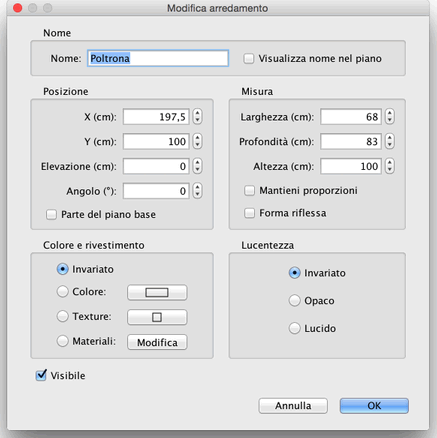 Modifica arredamento
Nome
Nome: Poltrona Visualizza nome nel piano
Posizione
X (cm): 197,5
Y (cm): 100
Elevazione (cm): 0
Angolo (°): 0
Parte del piano base
Misura
Larghezza (cm): 68
Profondità (cm): 83
Altezza (cm): 100
Mantieni proporzioni
Forma riflessa
Colore e rivestimento
Invariato
Colore:
Texture:
Materiali: Modifica
Lucentezza
Invariato
Opaco
Lucido
Visibile
Annulla OK